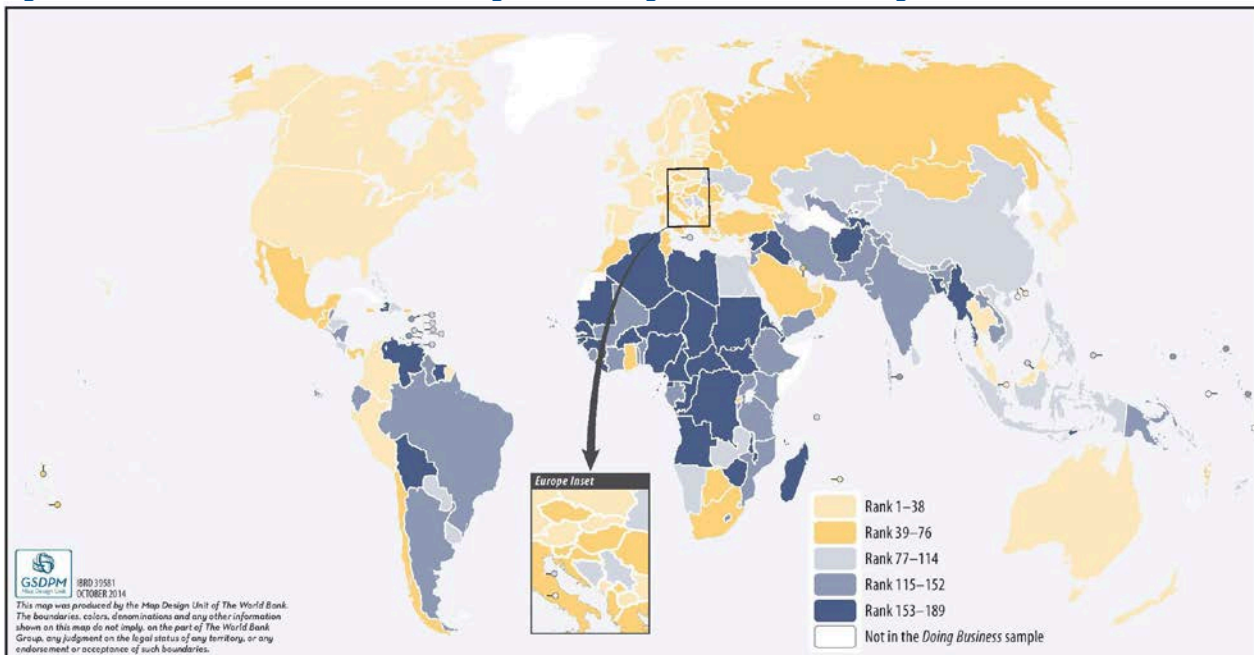 Europe Inset
Rank 1–38
Rank 39–76
Rank 77–114
Rank 115–152
Rank 153–189
Not in the Doing Business sample
GSDPM
Map Design Unit
IBRD 39581
OCTOBER 2014
This map was produced by the Map Design Unit of The World Bank.
The boundaries, colors, denominations and any other information
shown on this map do not imply, on the part of The World Bank
Group, any judgment on the legal status of any territory, or any
endorsement or acceptance of such boundaries.